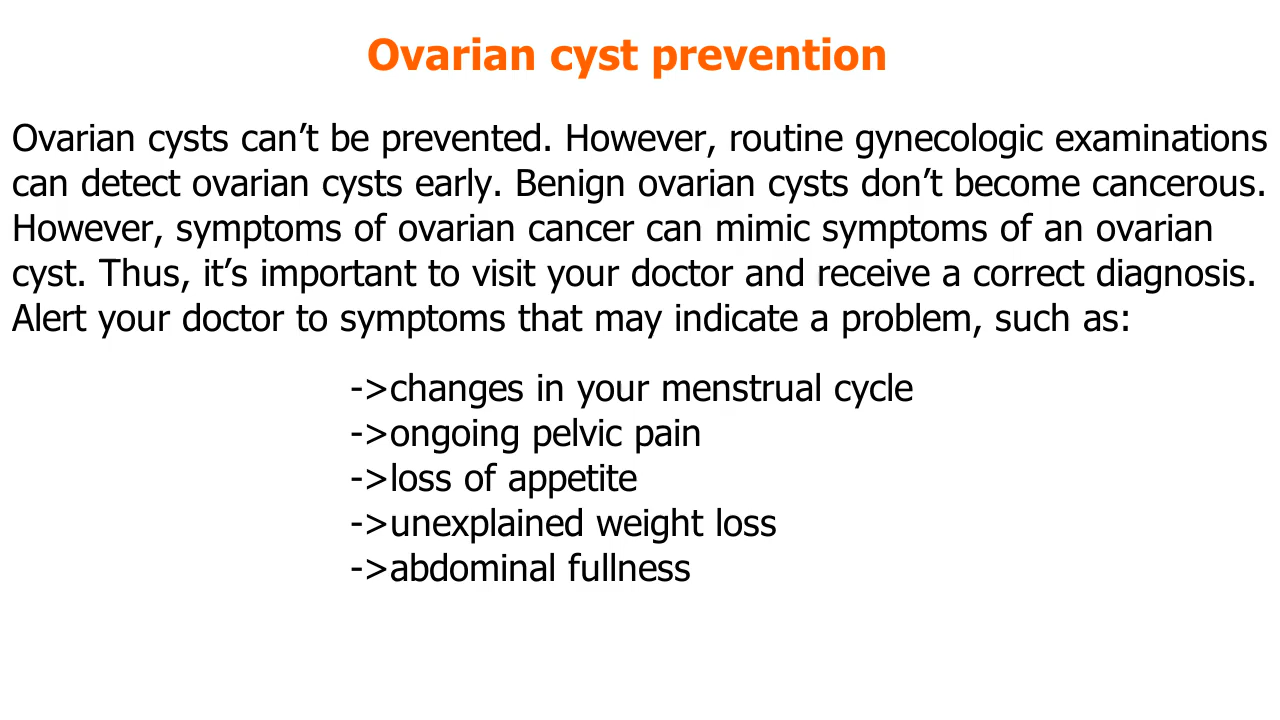 Ovarian cyst prevention
Ovarian cysts can’t be prevented. However, routine gynecologic examinations
can detect ovarian cysts early. Benign ovarian cysts don’t become cancerous.
However, symptoms of ovarian cancer can mimic symptoms of an ovarian
cyst. Thus, it’s important to visit your doctor and receive a correct diagnosis.
Alert your doctor to symptoms that may indicate a problem, such as:
->changes in your menstrual cycle
->ongoing pelvic pain
->loss of appetite
->unexplained weight loss
->abdominal fullness